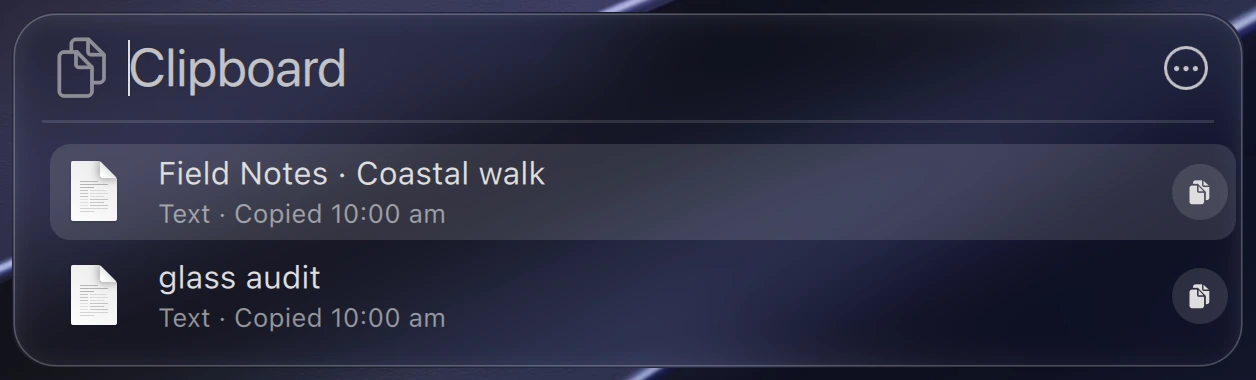 Clipboard
Field Notes · Coastal walk
Text · Copied 10:00 am
glass audit
Text · Copied 10:00 am